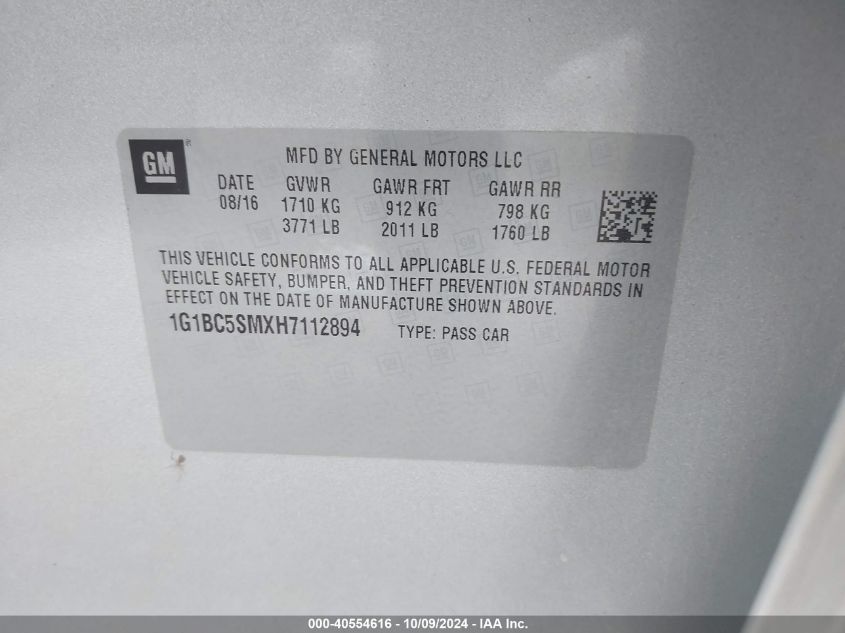 GM
MFD BY GENERAL MOTORS LLC
DATE GVWR GAWR FRT GAWR RR
08/16 1710 KG 912 KG 798 KG
3771 LB 2011 LB 1760 LB
THIS VEHICLE CONFORMS TO ALL APPLICABLE U.S. FEDERAL MOTOR
VEHICLE SAFETY, BUMPER, AND THEFT PREVENTION STANDARDS IN
EFFECT ON THE DATE OF MANUFACTURE SHOWN ABOVE.
1G1BC5SMXH7112894 TYPE: PASS CAR
000-40554616 - 10/09/2024 - IAA Inc.